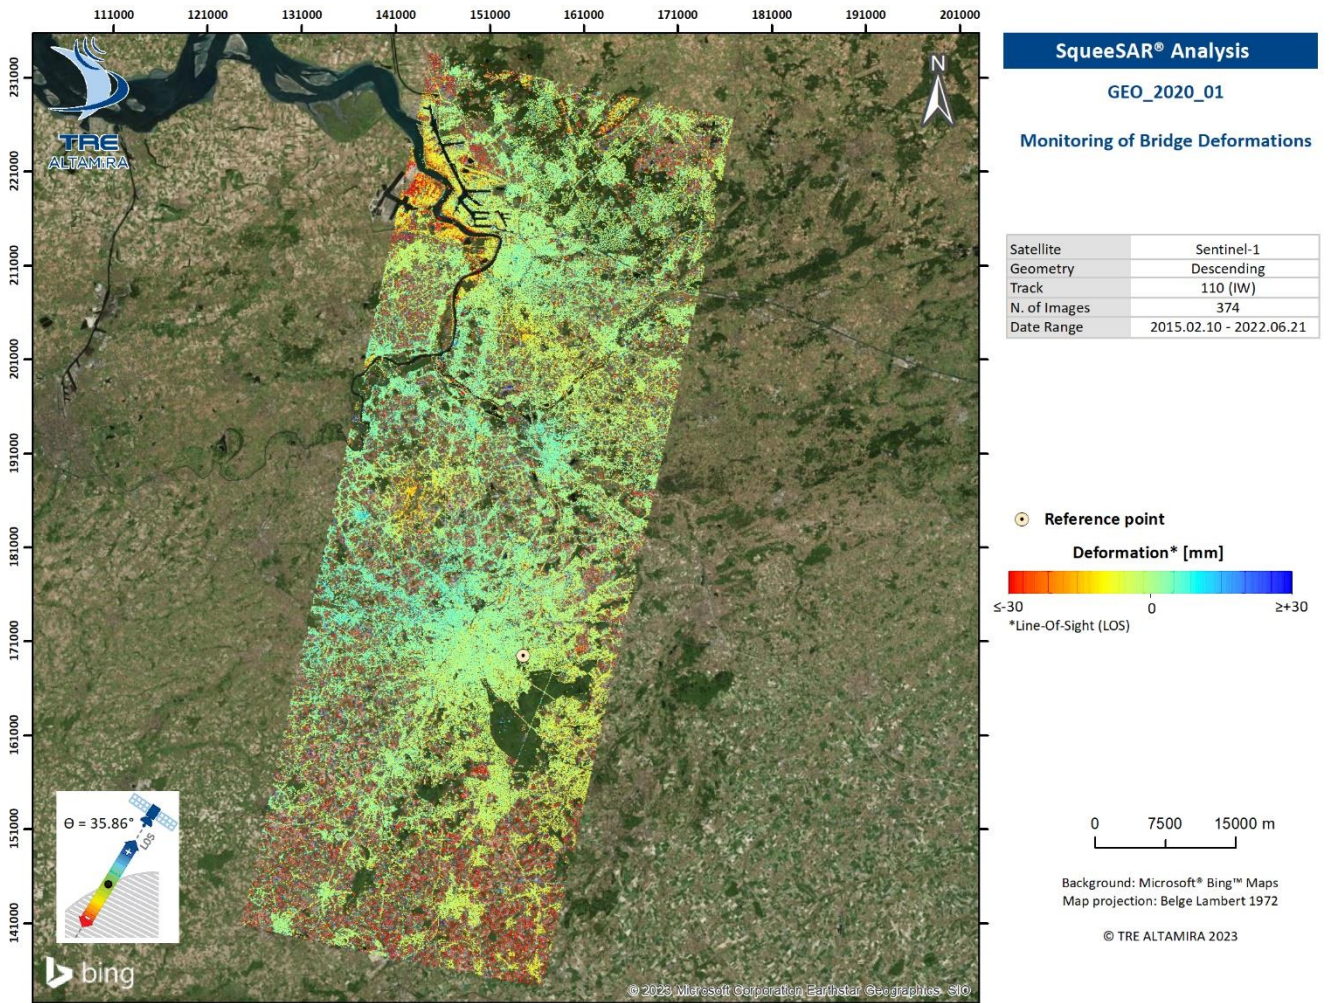 111000 121000 131000 141000 151000 161000 171000 181000 191000 201000
231000
221000
211000
201000
191000
181000
171000
161000
151000
141000
TRE
ALTAMIRA
N
Θ = 35.86°
LOS
+
-
bing
© 2023 Microsoft Corporation Earthstar Geographics SIO
SqueeSAR® Analysis
GEO_2020_01
Monitoring of Bridge Deformations
Satellite Sentinel-1
Geometry Descending
Track 110 (IW)
N. of Images 374
Date Range 2015.02.10 - 2022.06.21
Reference point
Deformation* [mm]
≤-30 0 ≥+30
*Line-Of-Sight (LOS)
0 7500 15000 m
Background: Microsoft® Bing™ Maps
Map projection: Belge Lambert 1972
© TRE ALTAMIRA 2023